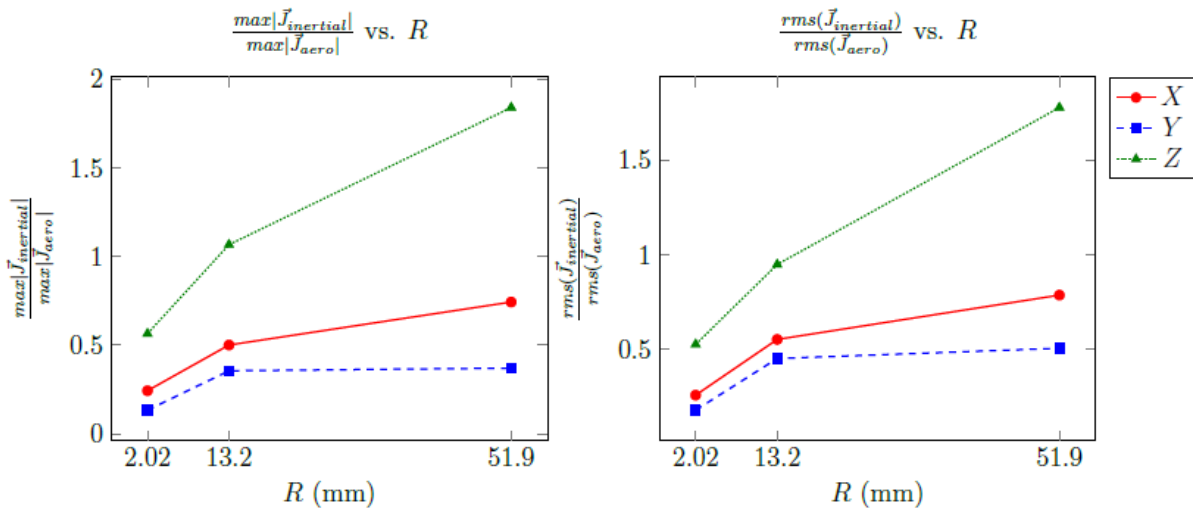 max|J⃗inertial| / max|J⃗aero| vs. R
2
1.5
1
0.5
0
max|J⃗inertial| / max|J⃗aero|
2.02 13.2 51.9
R (mm)
rms(J⃗inertial) / rms(J⃗aero) vs. R
1.5
1
0.5
rms(J⃗inertial) / rms(J⃗aero)
2.02 13.2 51.9
R (mm)
X
Y
Z